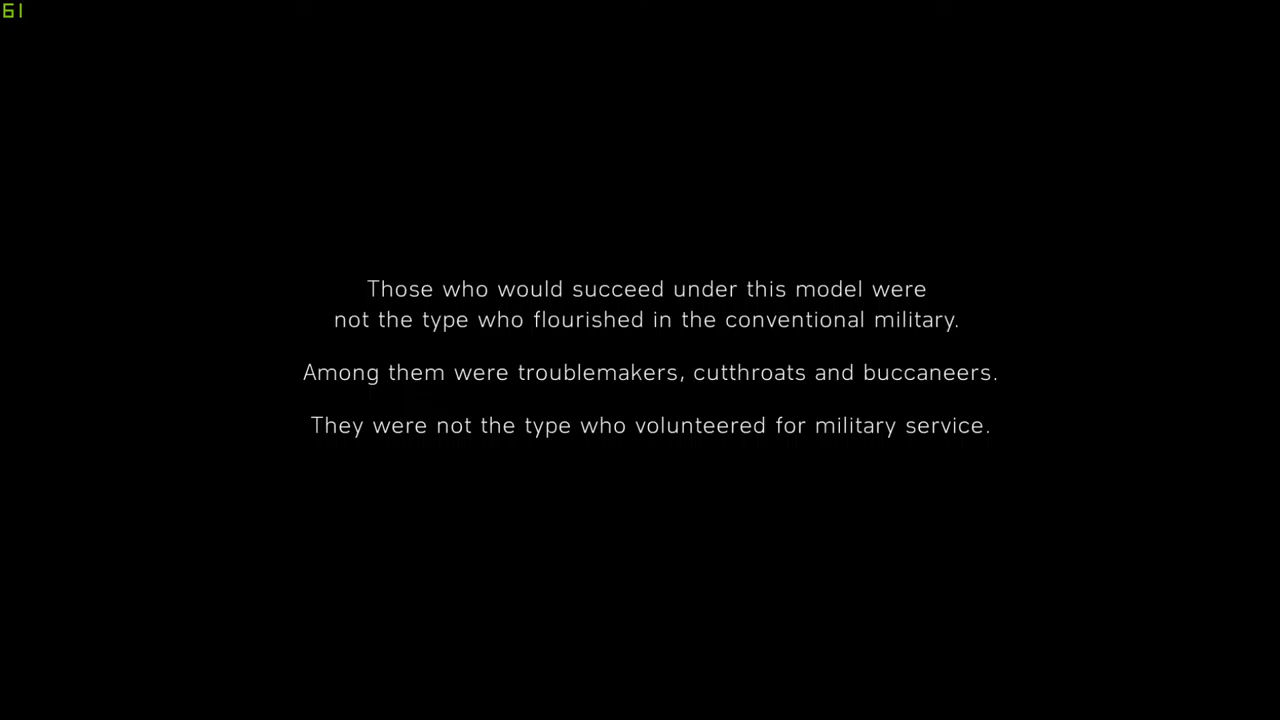 61
Those who would succeed under this model were
not the type who flourished in the conventional military.
Among them were troublemakers, cutthroats and buccaneers.
They were not the type who volunteered for military service.